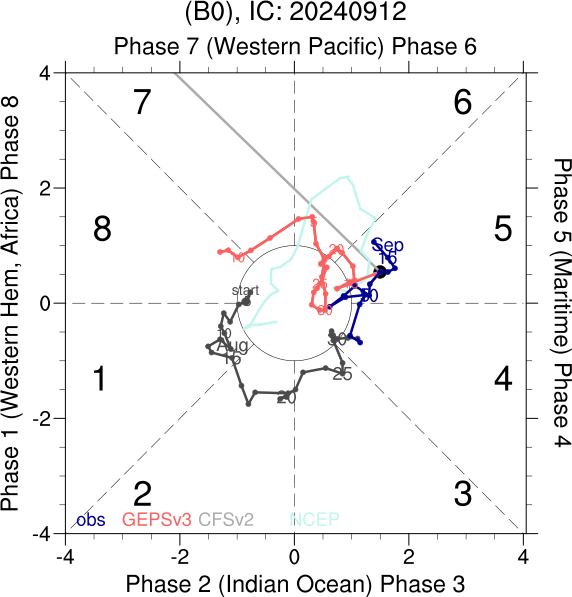 (B0), IC: 20240912
Phase 7 (Western Pacific) Phase 6
Phase 1 (Western Hem, Africa) Phase 8
Phase 5 (Maritime) Phase 4
4
2
0
-2
-4
7
6
8
5
1
4
2
3
Sep
16
20
10
start
25
30
10
Aug
15
25
20
obs
GEPSv3
CFSv2
NCEP
-4
-2
0
2
4
Phase 2 (Indian Ocean) Phase 3